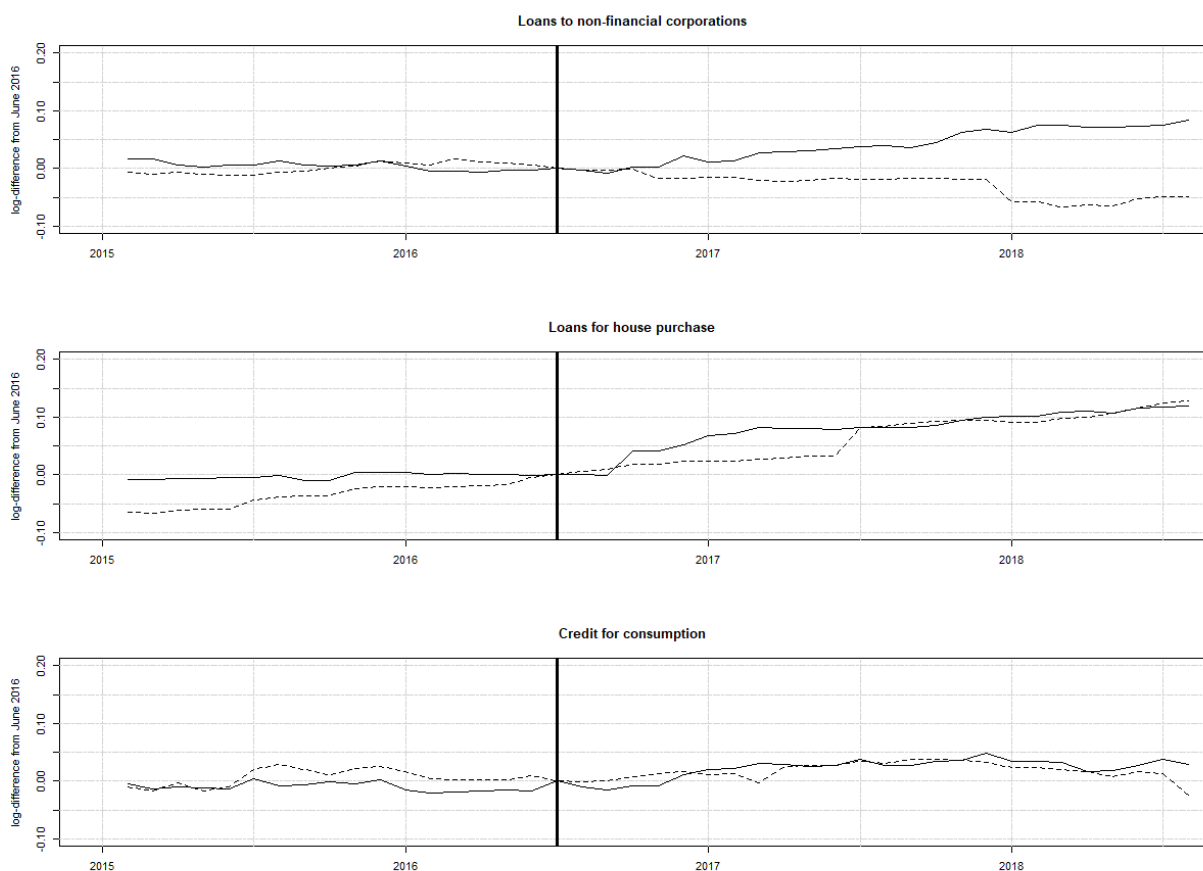 Loans to non-financial corporations
log-difference from June 2016
0.20
0.10
0.00
-0.10
2015 2016 2017 2018
Loans for house purchase
log-difference from June 2016
0.20
0.10
0.00
-0.10
2015 2016 2017 2018
Credit for consumption
log-difference from June 2016
0.20
0.10
0.00
-0.10
2015 2016 2017 2018